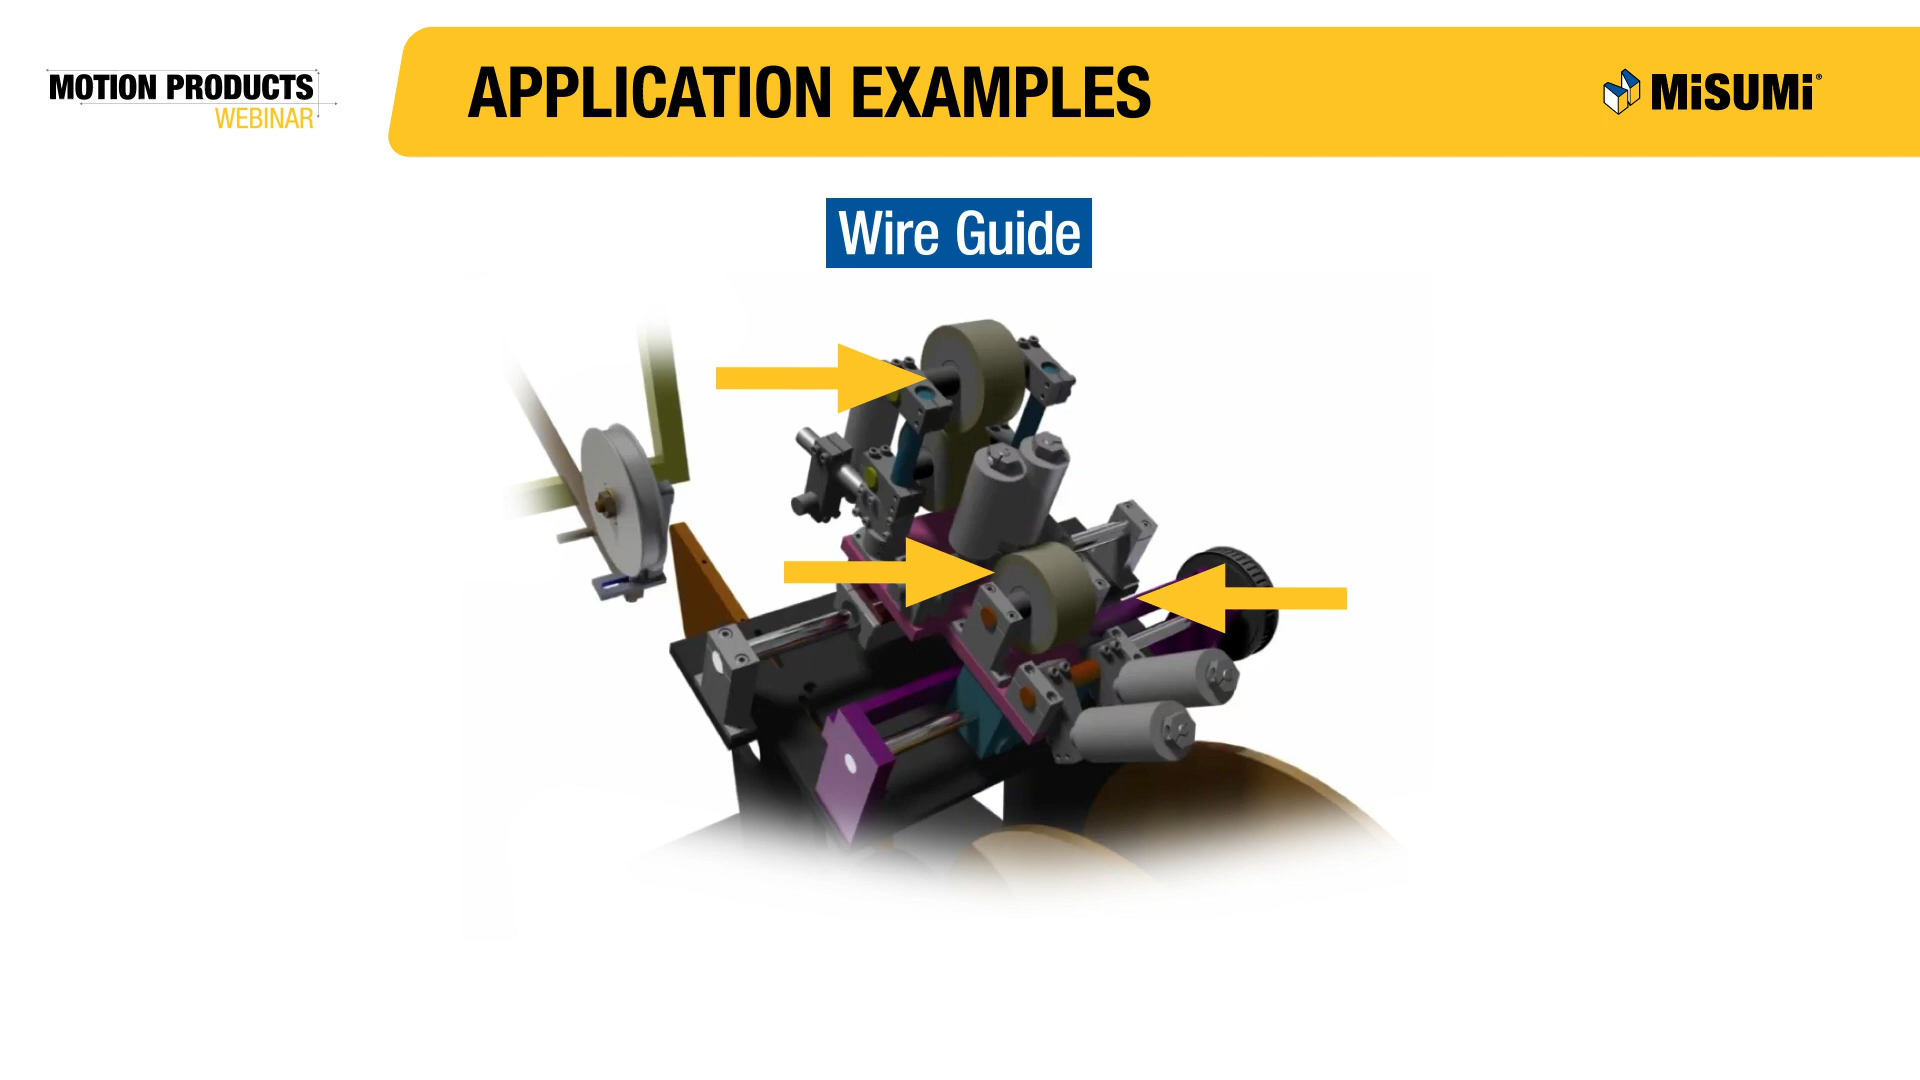 MOTION PRODUCTS
WEBINAR
APPLICATION EXAMPLES
MiSUMi®
Wire Guide